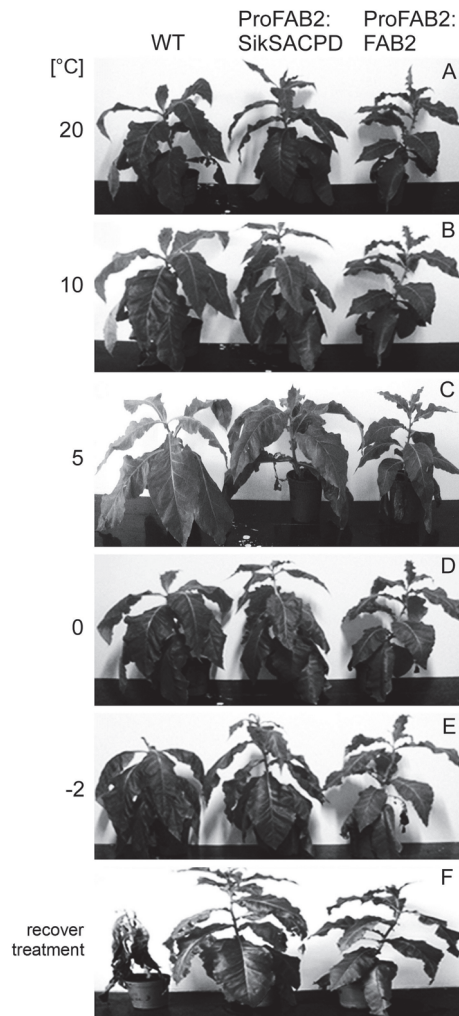 WT
ProFAB2:
SikSACPD
ProFAB2:
FAB2
[°C]
A
20
B
10
C
5
D
0
E
-2
F
recover
treatment